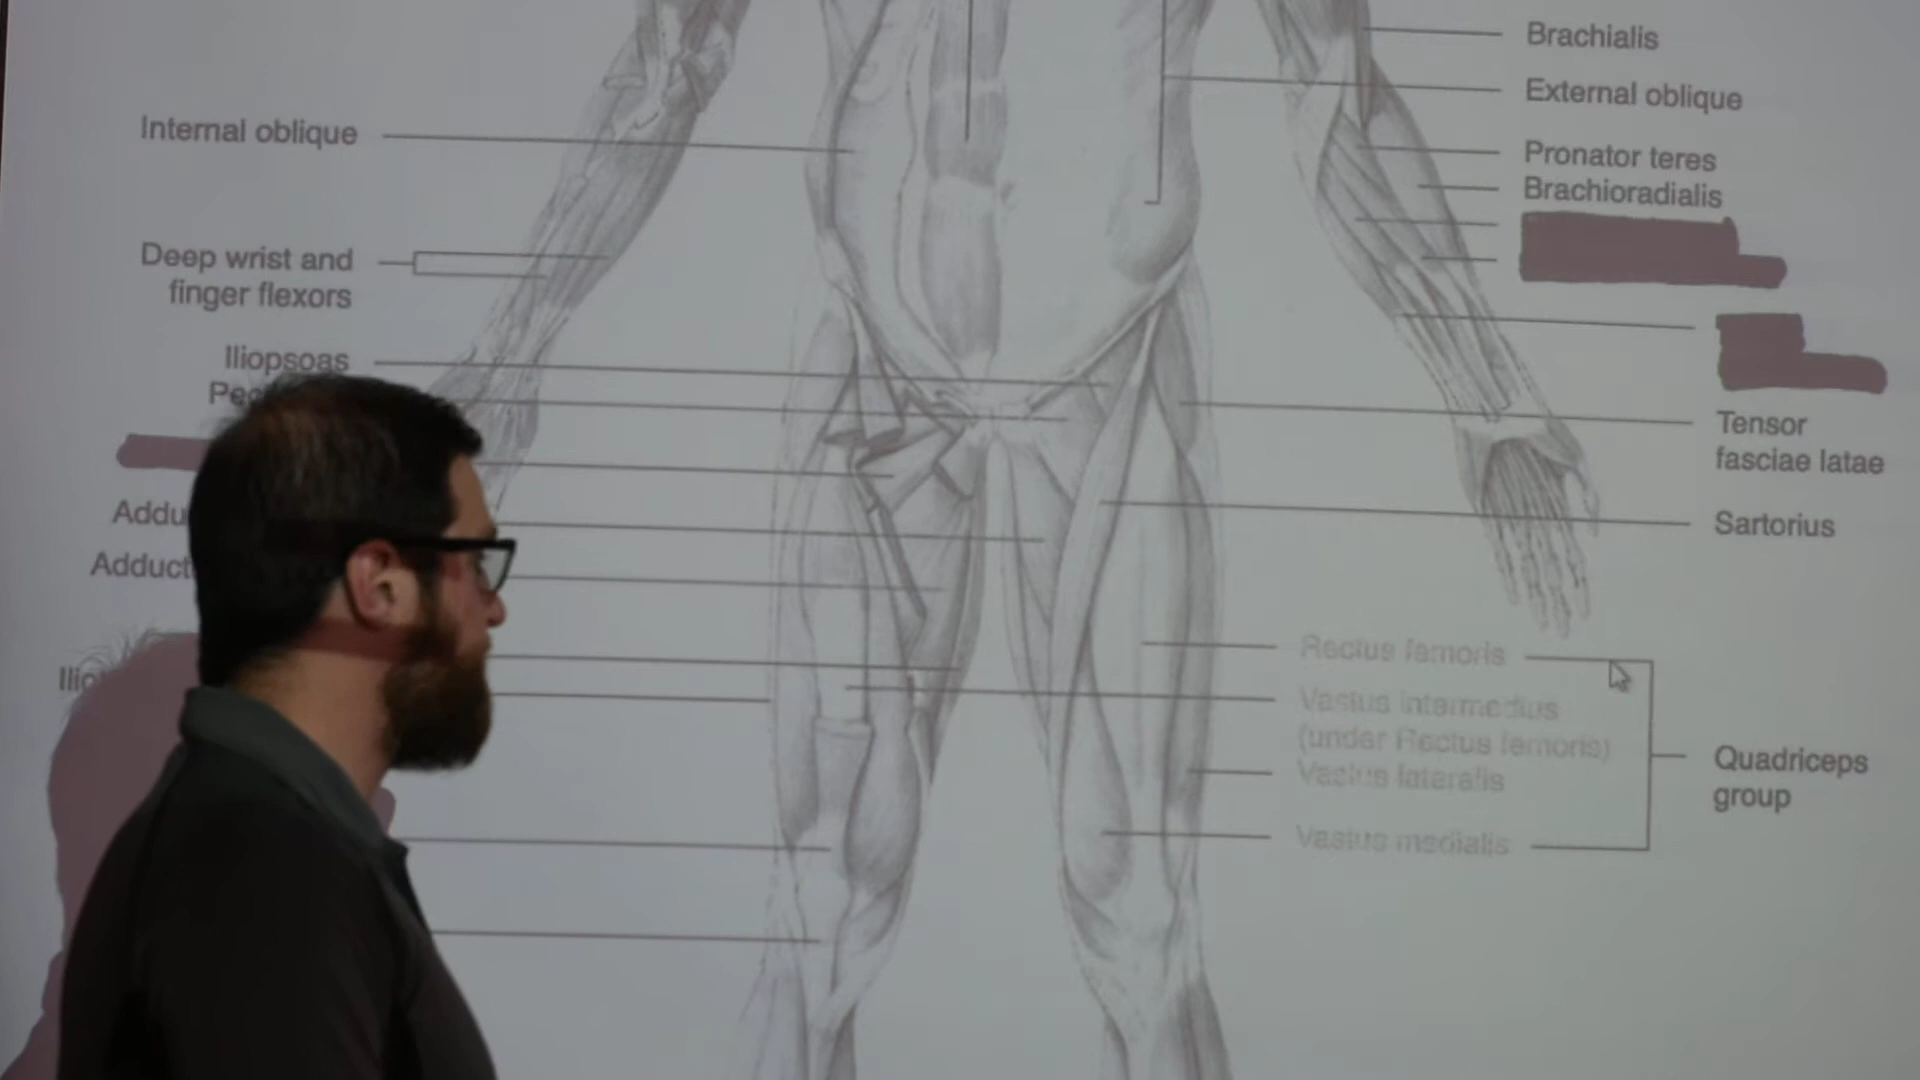 Internal oblique
Deep wrist and
finger flexors
Iliopsoas
Brachialis
External oblique
Pronator teres
Brachioradialis
Tensor
fasciae latae
Sartorius
Rectus femoris
Vastus intermedius
(under Rectus femoris)
Vastus lateralis
Vastus medialis
Quadriceps
group